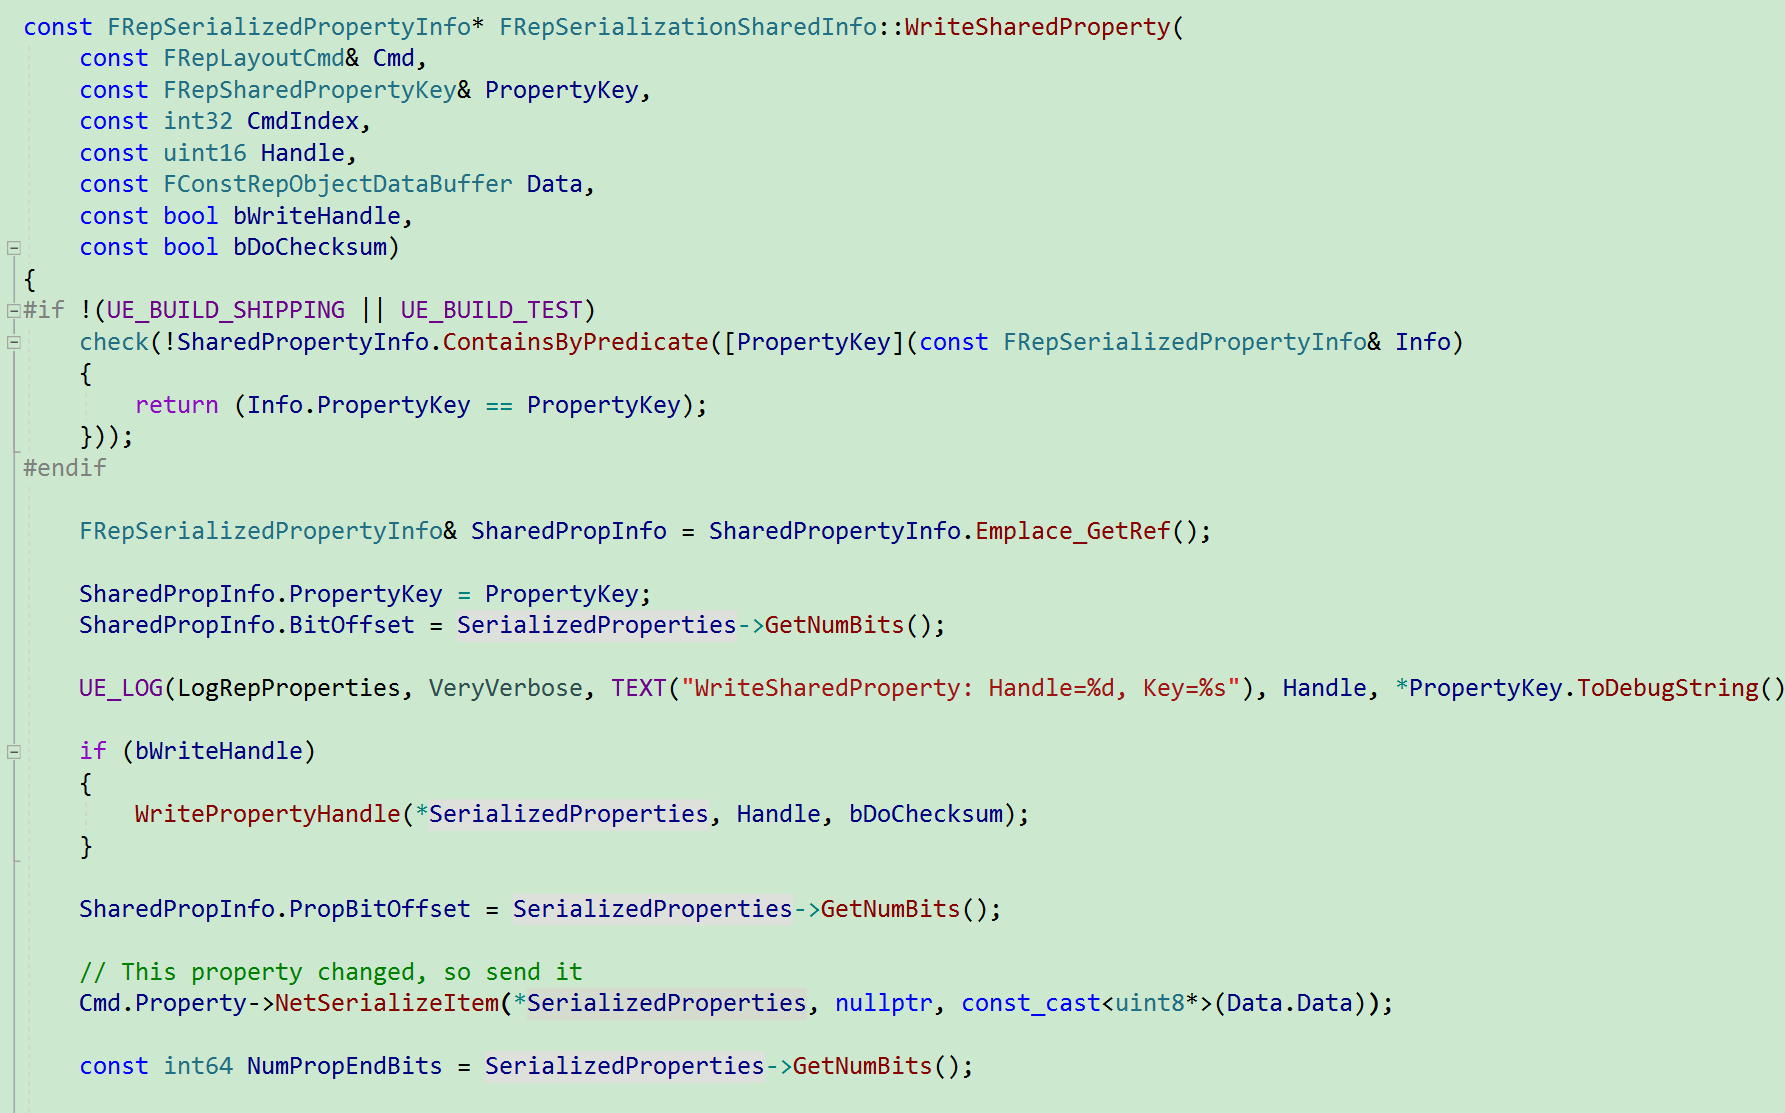 const FRepSerializedPropertyInfo* FRepSerializationSharedInfo::WriteSharedProperty(
    const FRepLayoutCmd& Cmd,
    const FRepSharedPropertyKey& PropertyKey,
    const int32 CmdIndex,
    const uint16 Handle,
    const FConstRepObjectDataBuffer Data,
    const bool bWriteHandle,
    const bool bDoChecksum)
{
#if !(UE_BUILD_SHIPPING || UE_BUILD_TEST)
    check(!SharedPropertyInfo.ContainsByPredicate([PropertyKey](const FRepSerializedPropertyInfo& Info)
    {
        return (Info.PropertyKey == PropertyKey);
    }));
#endif
    FRepSerializedPropertyInfo& SharedPropInfo = SharedPropertyInfo.Emplace_GetRef();
    SharedPropInfo.PropertyKey = PropertyKey;
    SharedPropInfo.BitOffset = SerializedProperties->GetNumBits();
    UE_LOG(LogRepProperties, VeryVerbose, TEXT("WriteSharedProperty: Handle=%d, Key=%s"), Handle, *PropertyKey.ToDebugString()
    if (bWriteHandle)
    {
        WritePropertyHandle(*SerializedProperties, Handle, bDoChecksum);
    }
    SharedPropInfo.PropBitOffset = SerializedProperties->GetNumBits();
    // This property changed, so send it
    Cmd.Property->NetSerializeItem(*SerializedProperties, nullptr, const_cast<uint8*>(Data.Data));
    const int64 NumPropEndBits = SerializedProperties->GetNumBits();